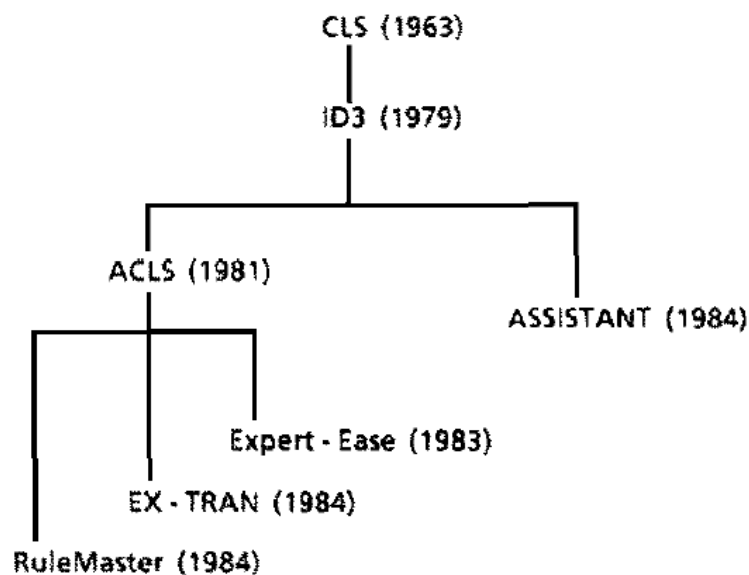 CLS (1963)
ID3 (1979)
ACLS (1981)
ASSISTANT (1984)
Expert - Ease (1983)
EX - TRAN (1984)
RuleMaster (1984)